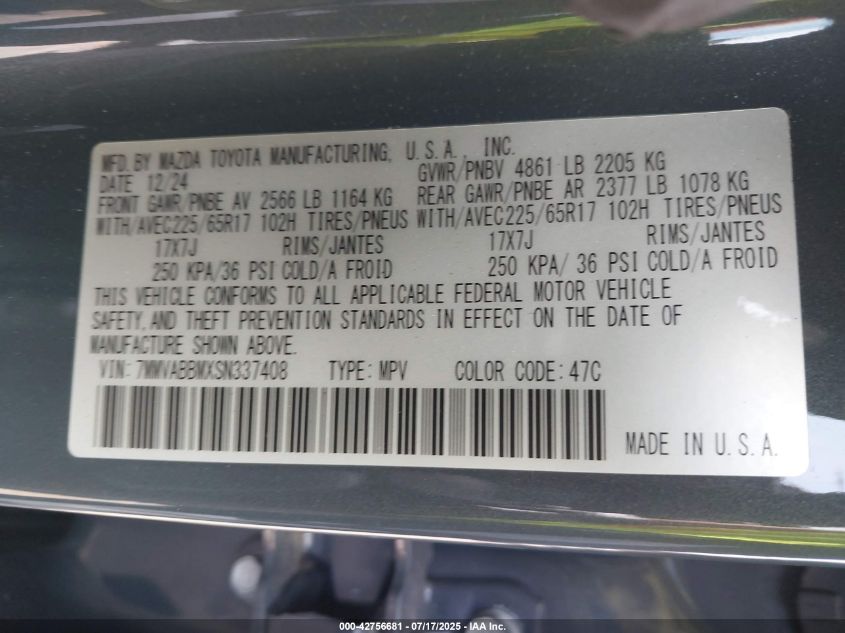 MFD. BY MAZDA TOYOTA MANUFACTURING, U.S.A. INC.
DATE 12/24 GVWR/PNBV 4861 LB 2205 KG
FRONT GAWR/PNBE AV 2566 LB 1164 KG REAR GAWR/PNBE AR 2377 LB 1078 KG
WITH/AVEC225/65R17 102H TIRES/PNEUS WITH/AVEC225/65R17 102H TIRES/PNEUS
17X7J RIMS/JANTES 17X7J RIMS/JANTES
250 KPA/36 PSI COLD/A FROID 250 KPA/ 36 PSI COLD/A FROID
THIS VEHICLE CONFORMS TO ALL APPLICABLE FEDERAL MOTOR VEHICLE
SAFETY, AND THEFT PREVENTION STANDARDS IN EFFECT ON THE DATE OF
MANUFACTURE SHOWN ABOVE.
VIN: 7MMVABBMXSN337408 TYPE: MPV COLOR CODE: 47C
MADE IN U.S.A.
000-42756681 - 07/17/2025 - IAAI, Inc.